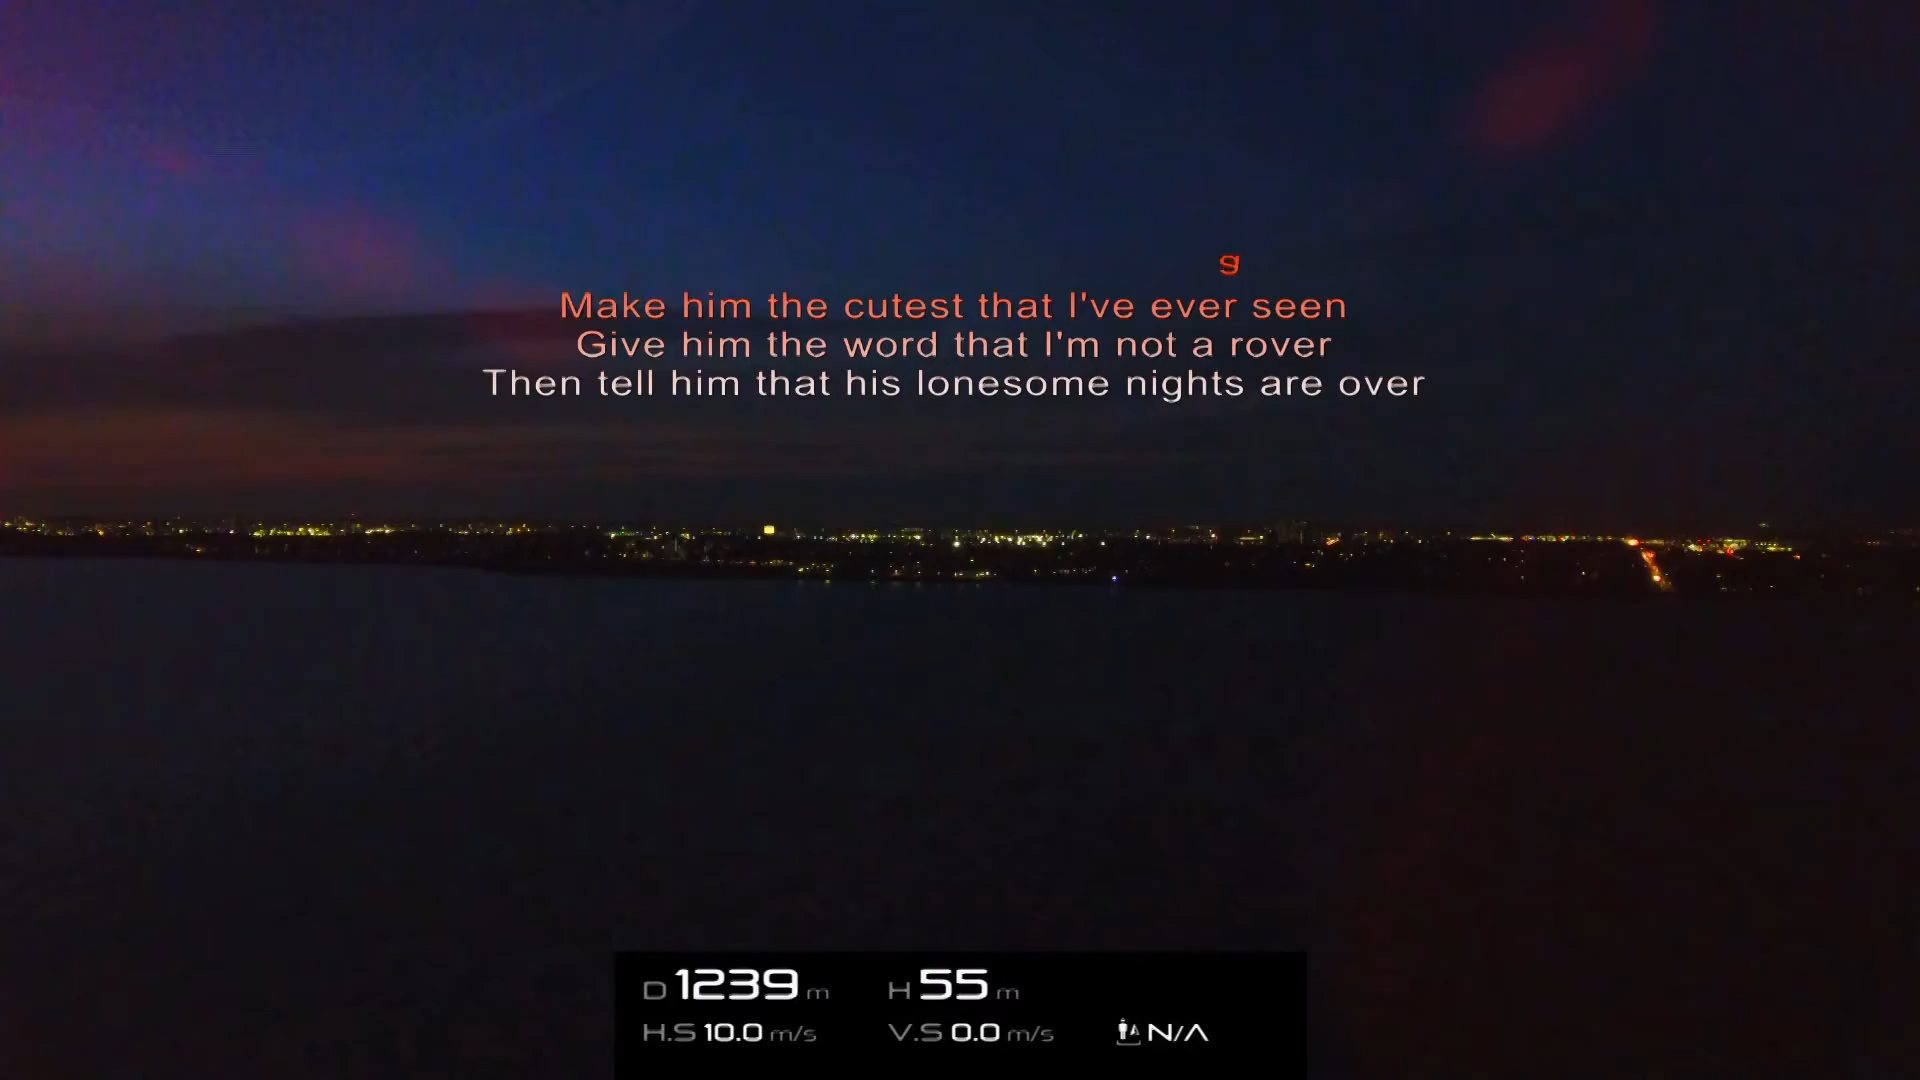 g
Make him the cutest that I've ever seen
Give him the word that I'm not a rover
Then tell him that his lonesome nights are over
D 1239 m H 55 m
H.S 10.0 m/s V.S 0.0 m/s N/A